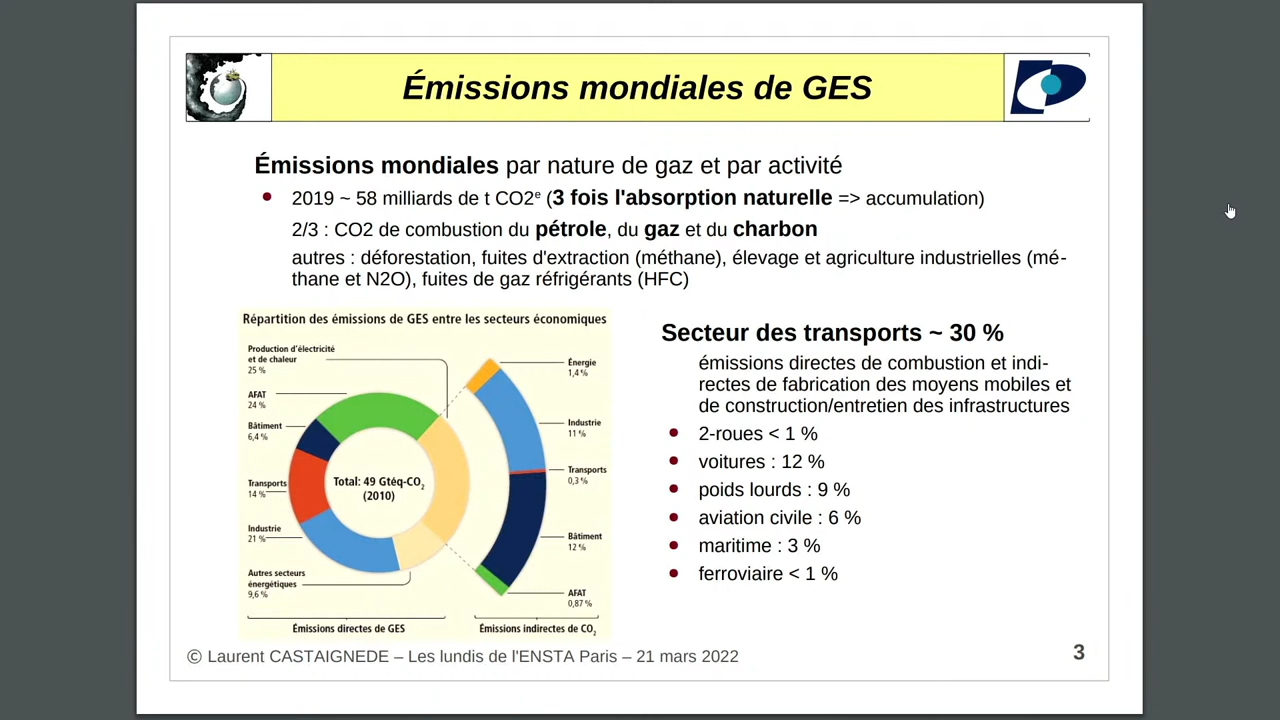 Émissions mondiales de GES
Émissions mondiales par nature de gaz et par activité
2019 ~ 58 milliards de t CO2e (3 fois l'absorption naturelle => accumulation)
2/3 : CO2 de combustion du pétrole, du gaz et du charbon
autres : déforestation, fuites d'extraction (méthane), élevage et agriculture industrielles (mé-
thane et N2O), fuites de gaz réfrigérants (HFC)
Répartition des émissions de GES entre les secteurs économiques
Production d'électricité
et de chaleur
25 %
AFAT
24 %
Bâtiment
6,4 %
Transports
14 %
Industrie
21 %
Autres secteurs
énergétiques
9,6 %
Total: 49 Gtéq-CO2
(2010)
Énergie
1,4 %
Industrie
11 %
Transports
0,3 %
Bâtiment
12 %
AFAT
0,87 %
Émissions directes de GES
Émissions indirectes de CO2
Secteur des transports ~ 30 %
émissions directes de combustion et indi-
rectes de fabrication des moyens mobiles et
de construction/entretien des infrastructures
2-roues < 1 %
voitures : 12 %
poids lourds : 9 %
aviation civile : 6 %
maritime : 3 %
ferroviaire < 1 %
© Laurent CASTAIGNEDE – Les lundis de l'ENSTA Paris – 21 mars 2022
3